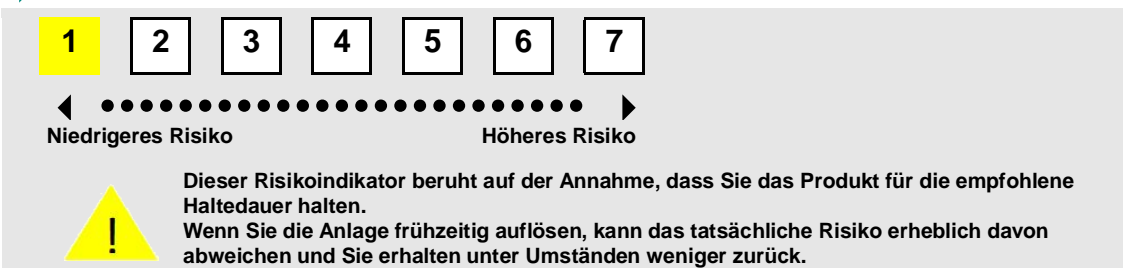 1 2 3 4 5 6 7
Niedrigeres Risiko Höheres Risiko
Dieser Risikoindikator beruht auf der Annahme, dass Sie das Produkt für die empfohlene
Haltedauer halten.
Wenn Sie die Anlage frühzeitig auflösen, kann das tatsächliche Risiko erheblich davon
abweichen und Sie erhalten unter Umständen weniger zurück.
!